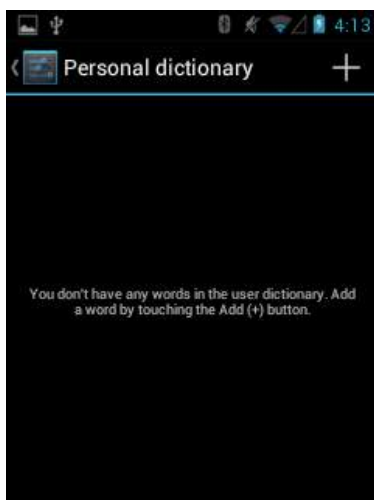 4:13
Personal dictionary
You don't have any words in the user dictionary. Add
a word by touching the Add (+) button.